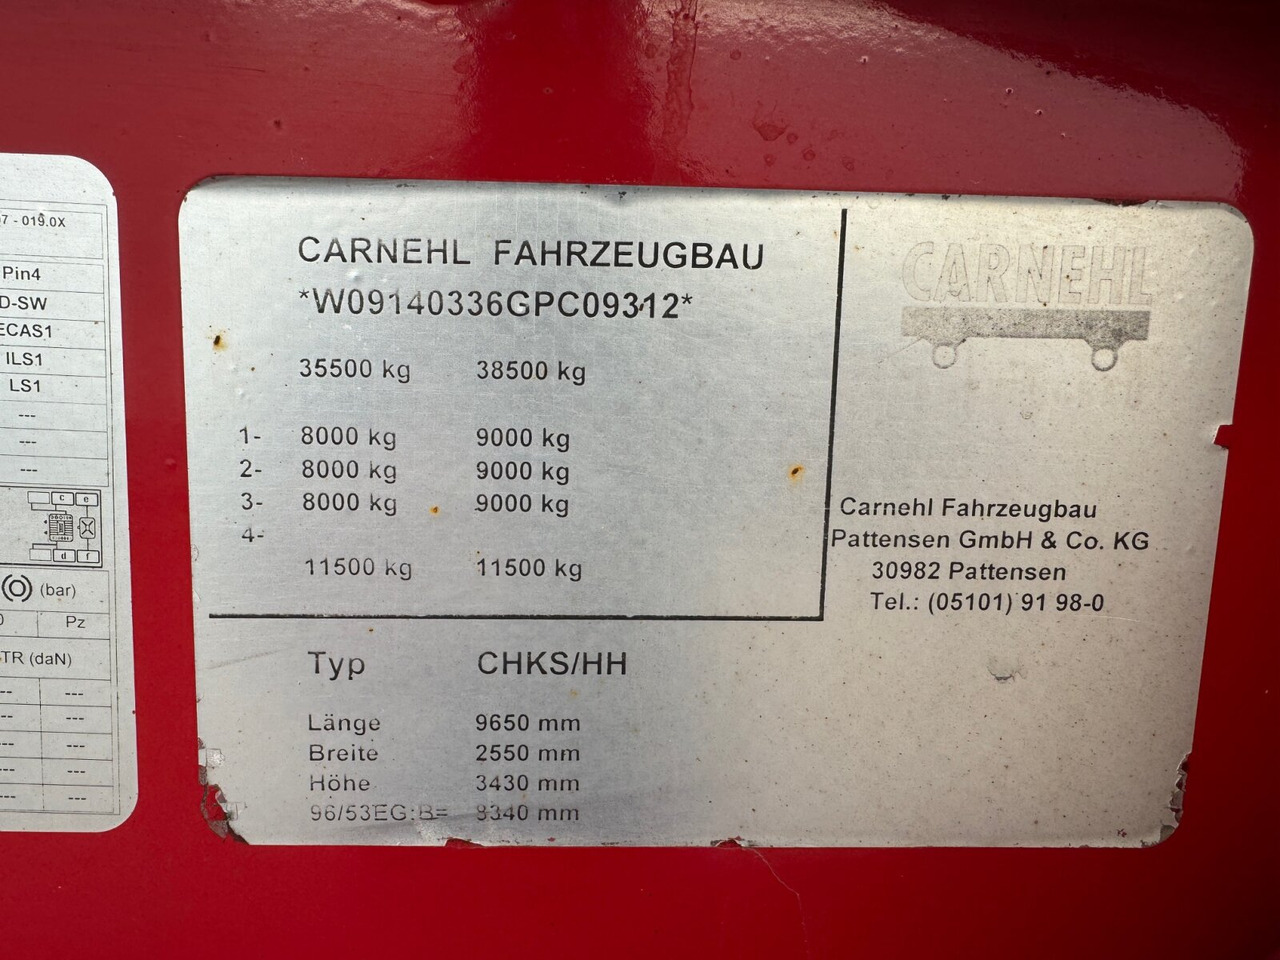 7 - 019.0X
Pin4
D-SW
ECAS1
ILS1
LS1
---
---
---
c e
d f
(bar)
Pz
TR (daN)
--- ---
--- ---
--- ---
--- ---
--- ---
CARNEHL FAHRZEUGBAU
*W09140336GPC09312*
35500 kg 38500 kg
1- 8000 kg 9000 kg
2- 8000 kg 9000 kg
3- 8000 kg 9000 kg
4-
11500 kg 11500 kg
Typ CHKS/HH
Länge 9650 mm
Breite 2550 mm
Höhe 3430 mm
96/53EG:B= 8340 mm
CARNEHL
Carnehl Fahrzeugbau
Pattensen GmbH & Co. KG
30982 Pattensen
Tel.: (05101) 91 98-0